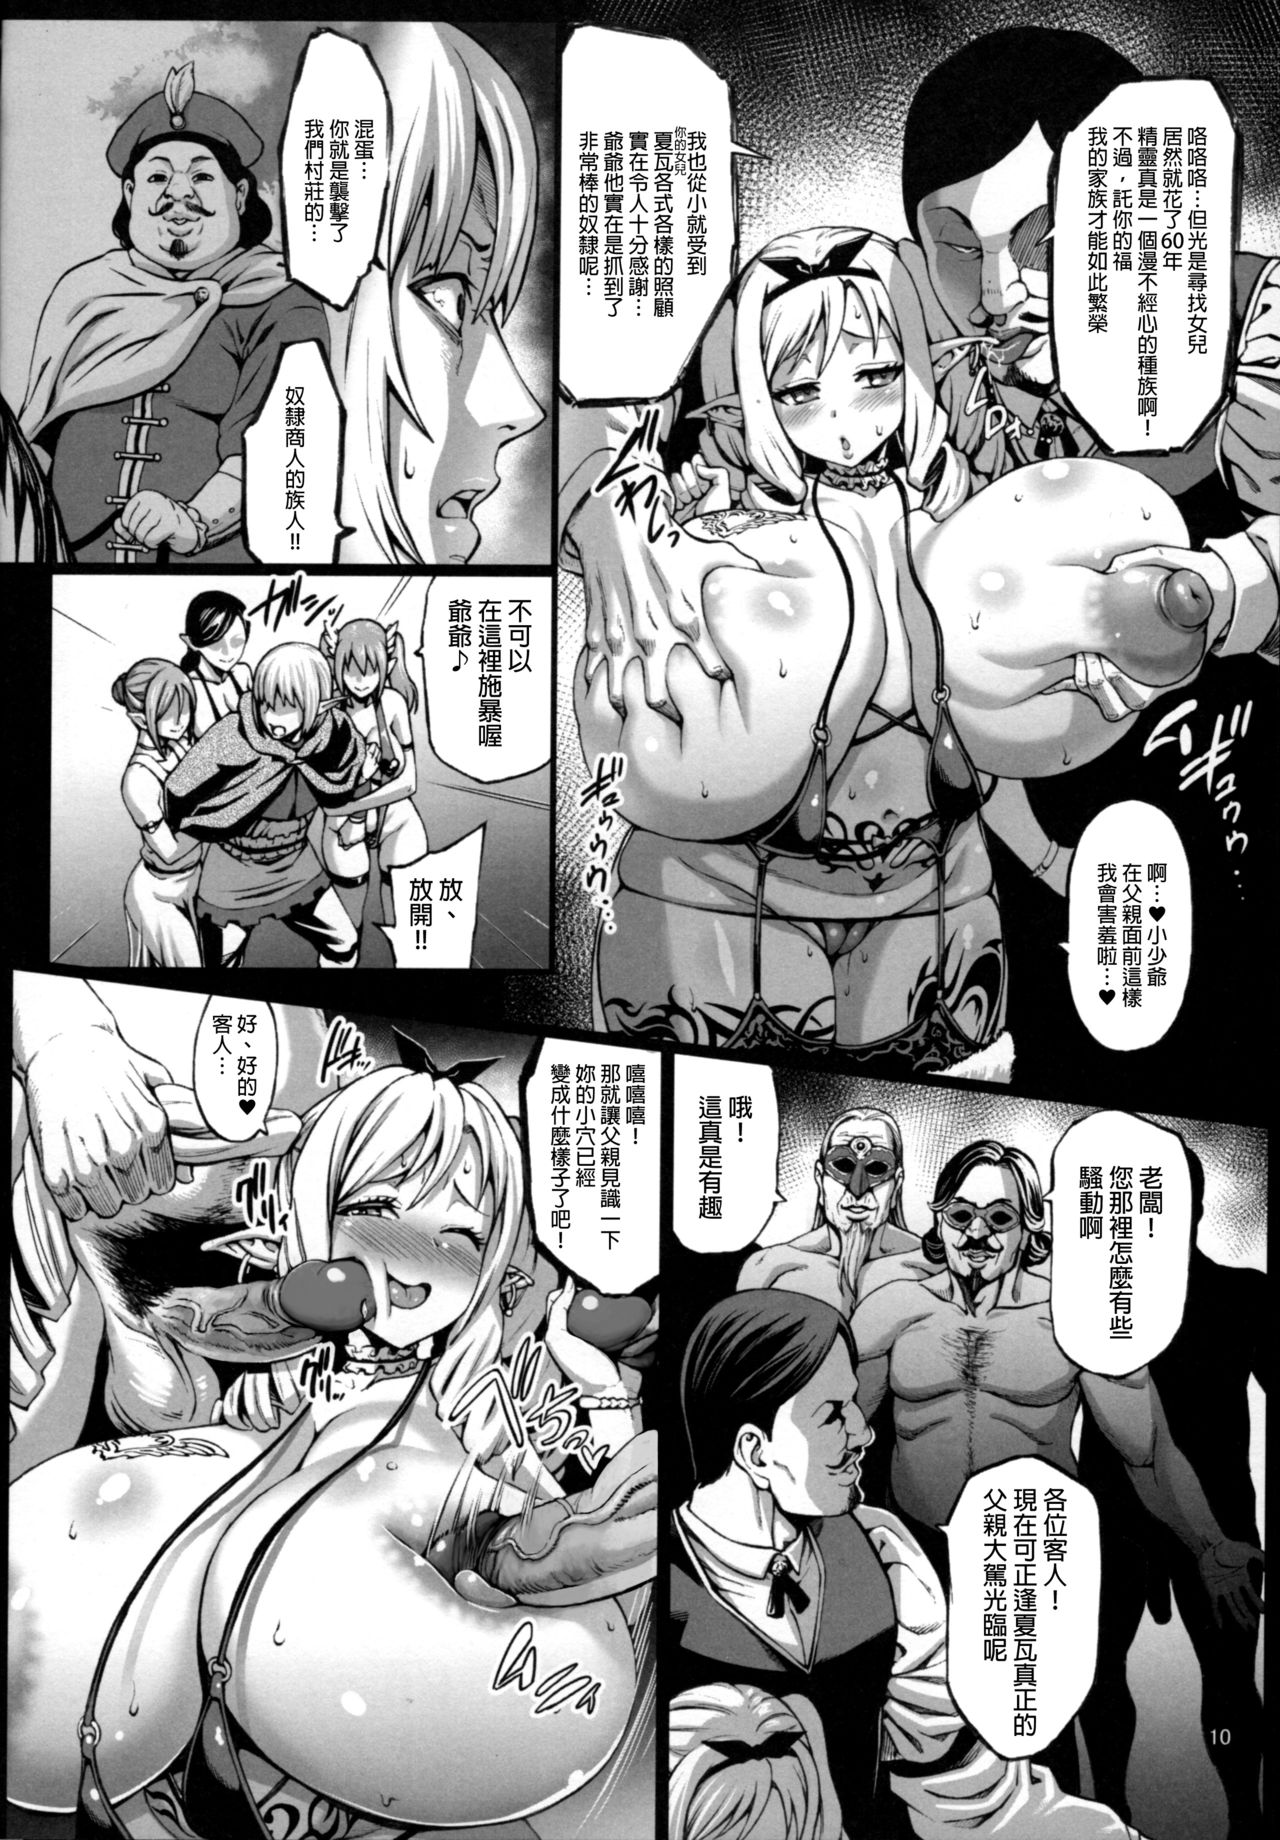 咯咯咯…但光是尋找女兒
居然就花了60年
精靈真是一個漫不經心的種族啊！
不過，託你的福
我的家族才能如此繁榮
我也從小就受到
你的女兒
夏瓦各式各樣的照顧
實在令人十分感謝…
爺爺他實在是抓到了
非常棒的奴隸呢…
啊…♥小少爺
在父親面前這樣
我會害羞啦…♥
混蛋…
你就是襲擊了
我們村莊的…
奴隸商人的族人!!
不可以
在這裡施暴喔
爺爺♪
放、
放開!!
老闆！
您那裡怎麼有些
騷動啊
各位客人！
現在可正逢夏瓦真正的
父親大駕光臨呢
哦！
這真是有趣
嘻嘻嘻！
那就讓父親見識一下
妳的小穴已經
變成什麼樣子了吧！
好、好的♥
客人…
10